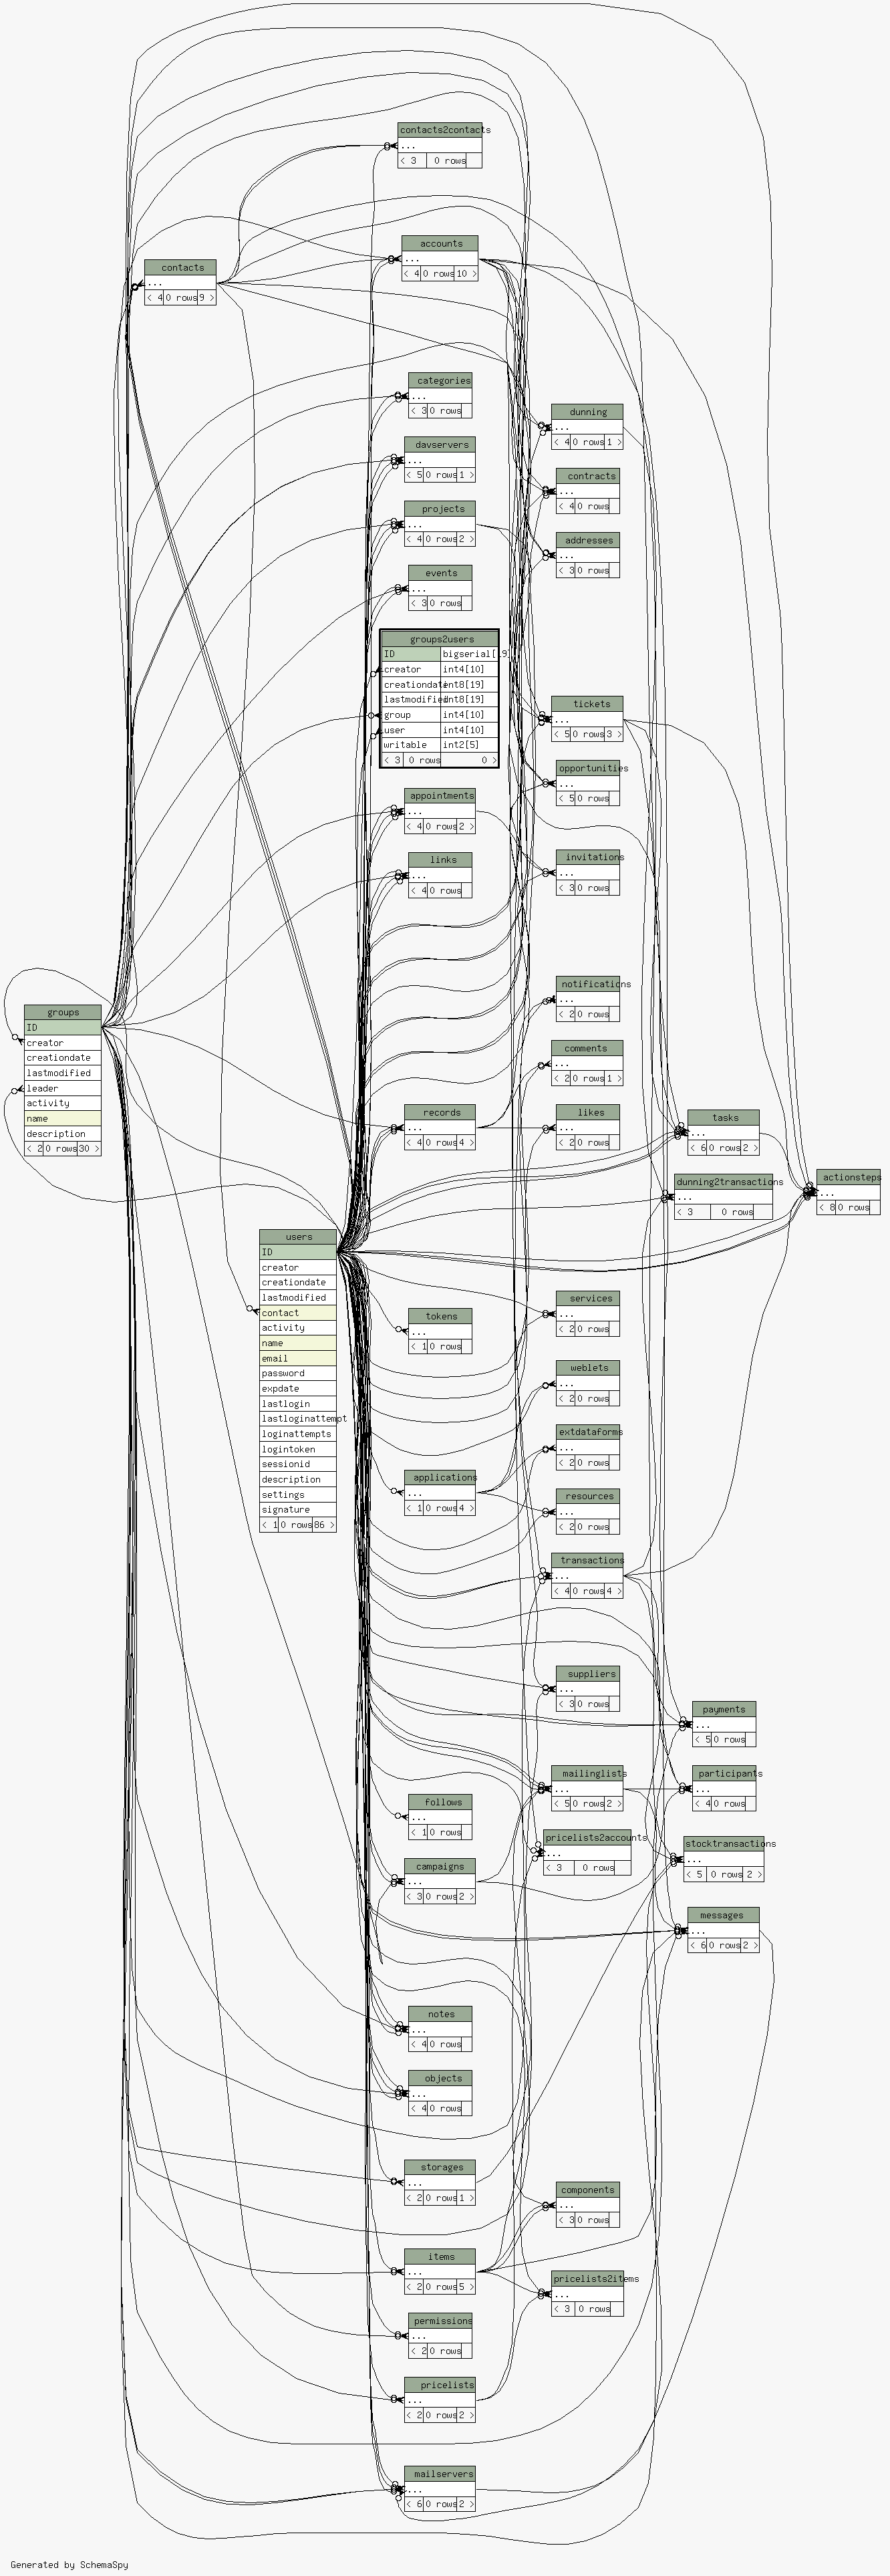 contacts2contacts
...
< 3 0 rows
accounts
...
< 4 0 rows 10 >
contacts
...
< 4 0 rows 9 >
categories
...
< 3 0 rows
dunning
...
< 4 0 rows 1 >
davservers
...
< 5 0 rows 1 >
contracts
...
< 4 0 rows
projects
...
< 4 0 rows 2 >
addresses
...
< 3 0 rows
events
...
< 3 0 rows
groups2users
ID bigserial[19]
creator int4[10]
creationdate int8[19]
lastmodified int8[19]
group int4[10]
user int4[10]
writable int2[5]
< 3 0 rows 0 >
tickets
...
< 5 0 rows 3 >
opportunities
...
< 5 0 rows
appointments
...
< 4 0 rows 2 >
links
...
< 4 0 rows
invitations
...
< 3 0 rows
notifications
...
< 2 0 rows
groups
ID
creator
creationdate
lastmodified
leader
activity
name
description
< 2 0 rows 30 >
comments
...
< 2 0 rows 1 >
records
...
< 4 0 rows 4 >
likes
...
< 2 0 rows
tasks
...
< 6 0 rows 2 >
dunning2transactions
...
< 3 0 rows
actionsteps
...
< 8 0 rows
users
ID
creator
creationdate
lastmodified
contact
activity
name
email
password
expdate
lastlogin
lastloginattempt
loginattempts
logintoken
sessionid
description
settings
signature
< 1 0 rows 86 >
services
...
< 2 0 rows
tokens
...
< 1 0 rows
weblets
...
< 2 0 rows
extdataforms
...
< 2 0 rows
applications
...
< 1 0 rows 4 >
resources
...
< 2 0 rows
transactions
...
< 4 0 rows 4 >
suppliers
...
< 3 0 rows
payments
...
< 5 0 rows
mailinglists
...
< 5 0 rows 2 >
participants
...
< 4 0 rows
follows
...
< 1 0 rows
pricelists2accounts
...
< 3 0 rows
stocktransactions
...
< 5 0 rows 2 >
campaigns
...
< 3 0 rows 2 >
messages
...
< 6 0 rows 2 >
notes
...
< 4 0 rows
objects
...
< 4 0 rows
storages
...
< 2 0 rows 1 >
components
...
< 3 0 rows
items
...
< 2 0 rows 5 >
pricelists2items
...
< 3 0 rows
permissions
...
< 2 0 rows
pricelists
...
< 2 0 rows 2 >
mailservers
...
< 6 0 rows 2 >
Generated by SchemaSpy